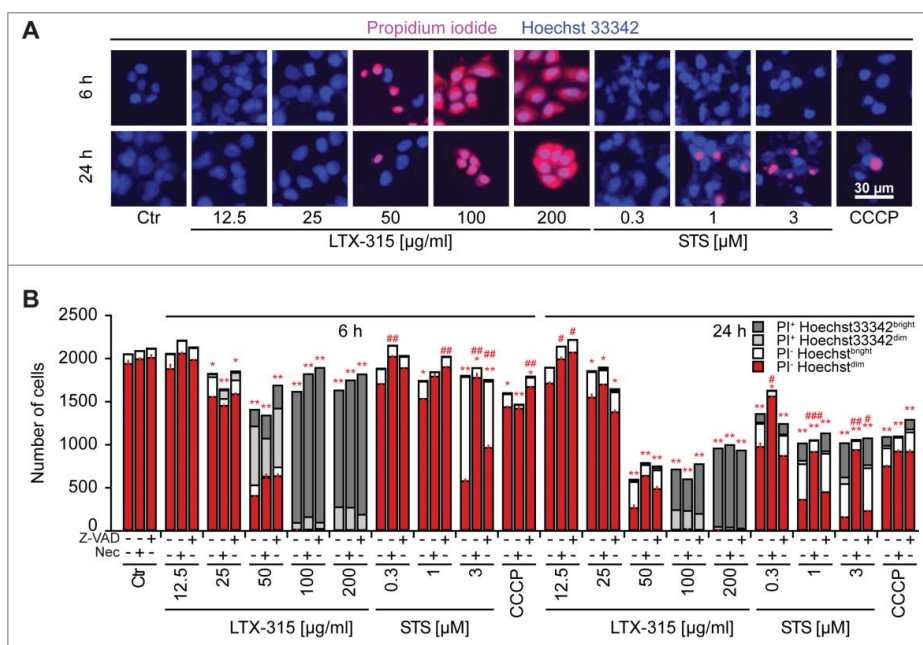 A
Propidium iodide Hoechst 33342
6 h
24 h
30 µm
Ctr 12.5 25 50 100 200 0.3 1 3 CCCP
LTX-315 [µg/ml] STS [µM]
B
Number of cells
2500
2000
1500
1000
500
0
6 h 24 h
PI⁺ Hoechst33342ᵇʳⁱᵍʰᵗ
PI⁺ Hoechst33342ᵈⁱᵐ
PI⁻ Hoechstᵇʳⁱᵍʰᵗ
PI⁻ Hoechstᵈⁱᵐ
Z-VAD
Nec
Ctr 12.5 25 50 100 200 0.3 1 3 CCCP 12.5 25 50 100 200 0.3 1 3 CCCP
LTX-315 [µg/ml] STS [µM] LTX-315 [µg/ml] STS [µM]